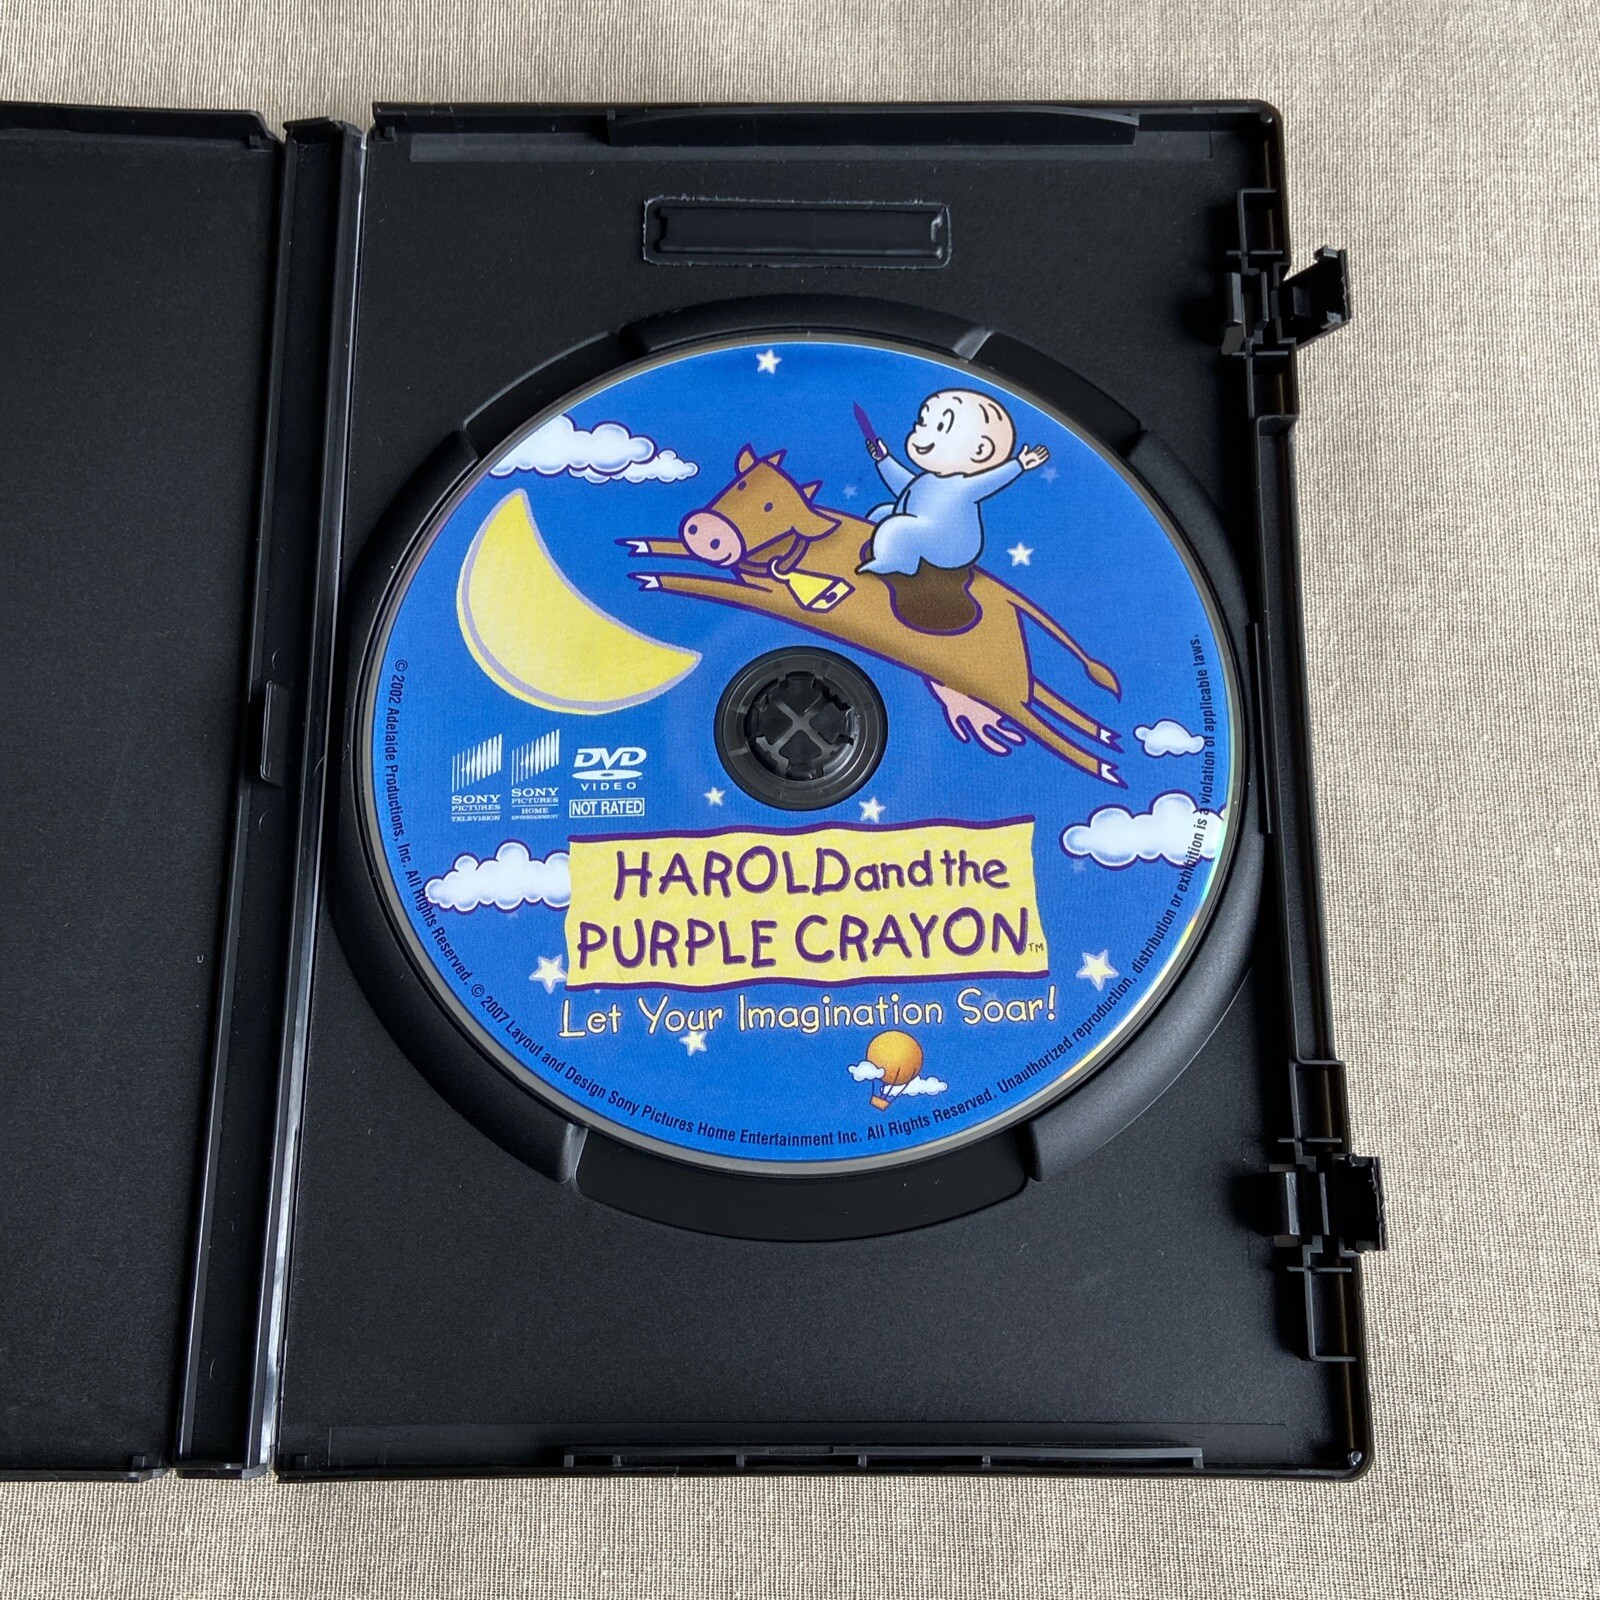 SONY
PICTURES
TELEVISION
SONY
PICTURES
HOME
ENTERTAINMENT
DVD
VIDEO
NOT RATED
HAROLD and the
PURPLE CRAYON™
Let Your Imagination Soar!
© 2002 Adelaide Productions, Inc. All Rights Reserved. © 2007 Layout and Design Sony Pictures Home Entertainment Inc. All Rights Reserved. Unauthorized reproduction, distribution or exhibition is a violation of applicable laws.